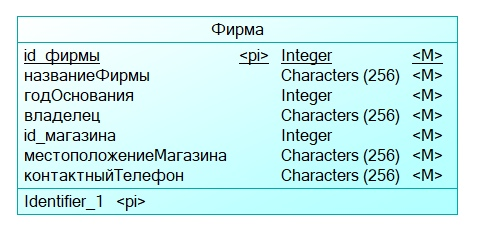 Фирма
id_фирмы <pi> Integer <M>
названиеФирмы Characters (256) <M>
годОснования Integer <M>
владелец Characters (256) <M>
id_магазина Integer <M>
местоположениеМагазина Characters (256) <M>
контактныйТелефон Characters (256) <M>
Identifier_1 <pi>